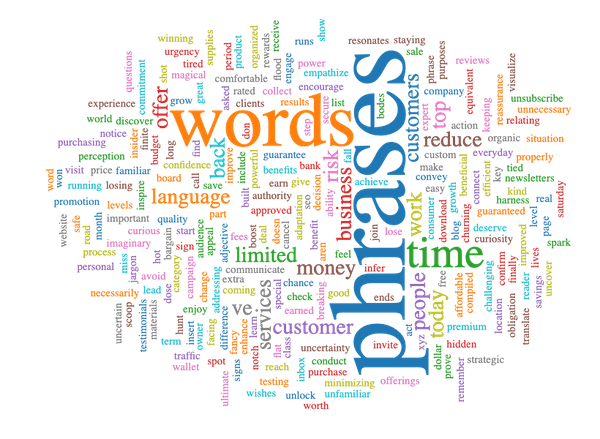 phrases
words
time
money
customer
language
limited
business
services
people
today
work
customers
reduce
top
risk
back
offer
ve
winning
urgency
tired
magical
supplies
period
product
organized
rewards
flood
receive
runs
show
engage
power
empathize
resonates
staying
sale
phrase
purposes
reviews
visualize
questions
commitment
experience
grow
great
comfortable
asked
rated
collect
clients
encourage
results
step
secure
list
bodes
company
expert
equivalent
keeping
reassurance
unsubscribe
unnecessary
relating
world
discover
insider
notice
purchasing
perception
linite
budget
long
find
confidence
improve
include
powerful
don
guarantee
bank
fall
action
custom
organic
situation
word
won
visit
price
familiar
board
call
save
benefits
ability
achieve
make
convey
beneficial
key
efficient
everyday
tied
properly
newsletters
running
losing
inspire
promotion
levels
safe
month
road
website
important
quality
part
built
authority
earn
give
decision
seo
adaptation
approved
easy
consumer
download
growth
blog
churning
connect
kind
harness
guaranteed
level
real
page
saturday
curious
start
hot
bargain
sign
audience
appeal
adjective
fees
boost
deal
doesn
cancel
benefit
aren
join
lose
deserve
curiosity
imaginary
process
personal
miss
jargon
avoid
category
campaign
change
communicate
extra
coming
addressing
feel
infer
chance
special
check
earned
breaking
good
ends
act
xyz
free
affordable
compiled
challenging
location
confirm
obligation
finally
improved
reader
translate
lives
savings
uncover
spark
necessarily
uncertain
scoop
testimonials
materials
lead
dose
term
hunt
insert
enjoy
owner
facing
difference
fancy
enhance
signs
notch
learn
flat
class
uncertainty
conduct
purchase
invite
dollar
prove
premium
hidden
remember
strategic
traffic
wallet
spot
ultimate
reach
testing
inbox
minimizing
offerings
wishes
unlock
unfamiliar
worth